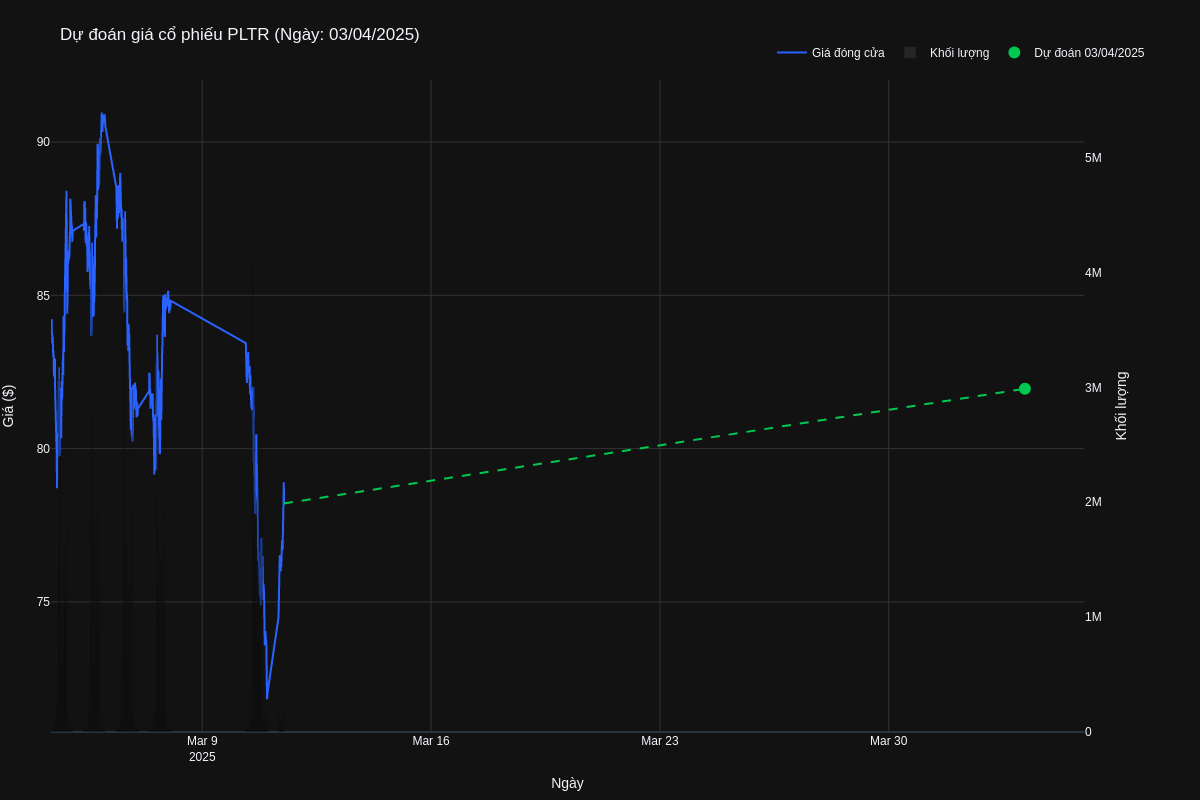 Dự đoán giá cổ phiếu PLTR (Ngày: 03/04/2025)
Giá đóng cửa
Khối lượng
Dự đoán 03/04/2025
90
85
80
75
Giá ($)
5M
4M
3M
2M
1M
0
Khối lượng
Mar 9
2025
Mar 16
Mar 23
Mar 30
Ngày